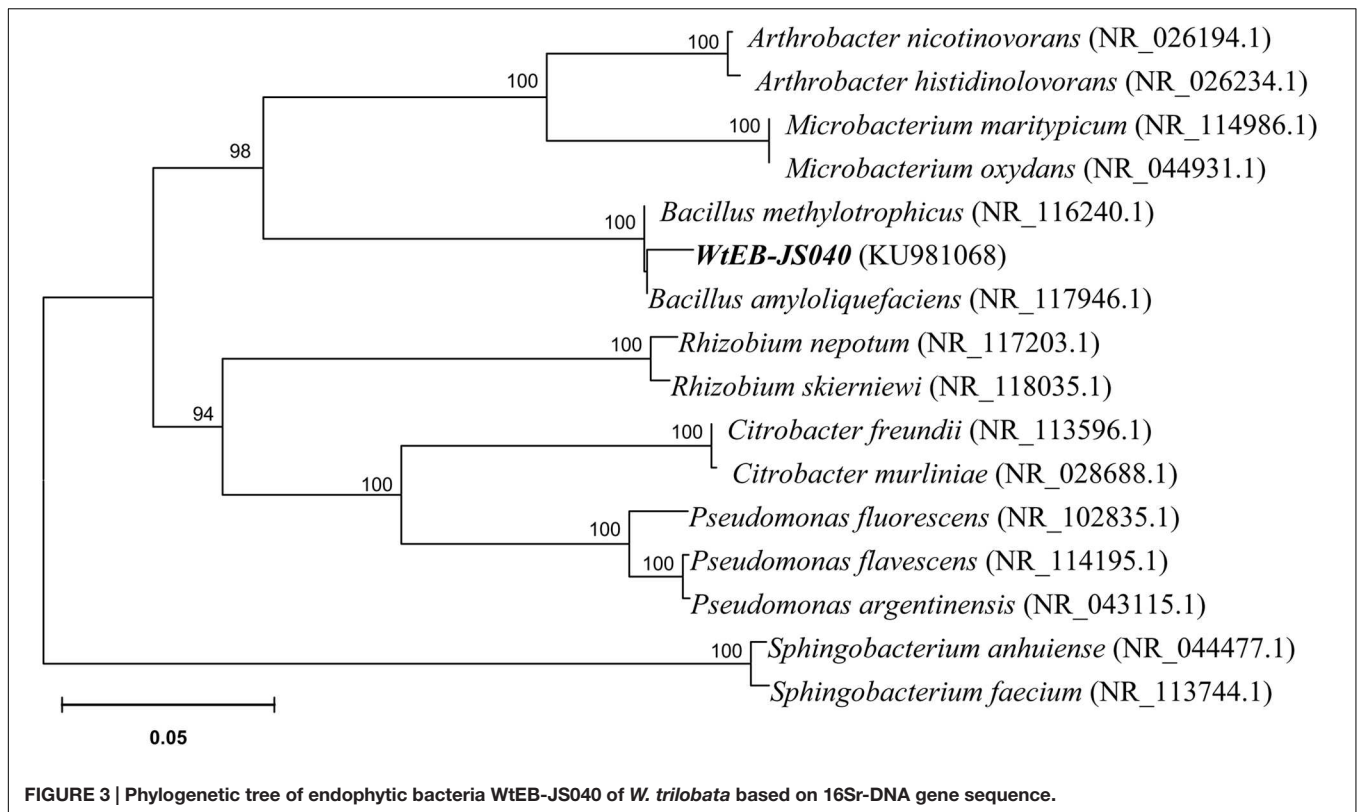 100 Arthrobacter nicotinovorans (NR_026194.1)
Arthrobacter histidinolovorans (NR_026234.1)
100
100 Microbacterium maritypicum (NR_114986.1)
Microbacterium oxydans (NR_044931.1)
98
100 Bacillus methylotrophicus (NR_116240.1)
WtEB-JS040 (KU981068)
Bacillus amyloliquefaciens (NR_117946.1)
100 Rhizobium nepotum (NR_117203.1)
Rhizobium skierniewi (NR_118035.1)
94
100 Citrobacter freundii (NR_113596.1)
Citrobacter murliniae (NR_028688.1)
100
100 Pseudomonas fluorescens (NR_102835.1)
100 Pseudomonas flavescens (NR_114195.1)
Pseudomonas argentinensis (NR_043115.1)
100 Sphingobacterium anhuiense (NR_044477.1)
Sphingobacterium faecium (NR_113744.1)
0.05
FIGURE 3 | Phylogenetic tree of endophytic bacteria WtEB-JS040 of W. trilobata based on 16Sr-DNA gene sequence.